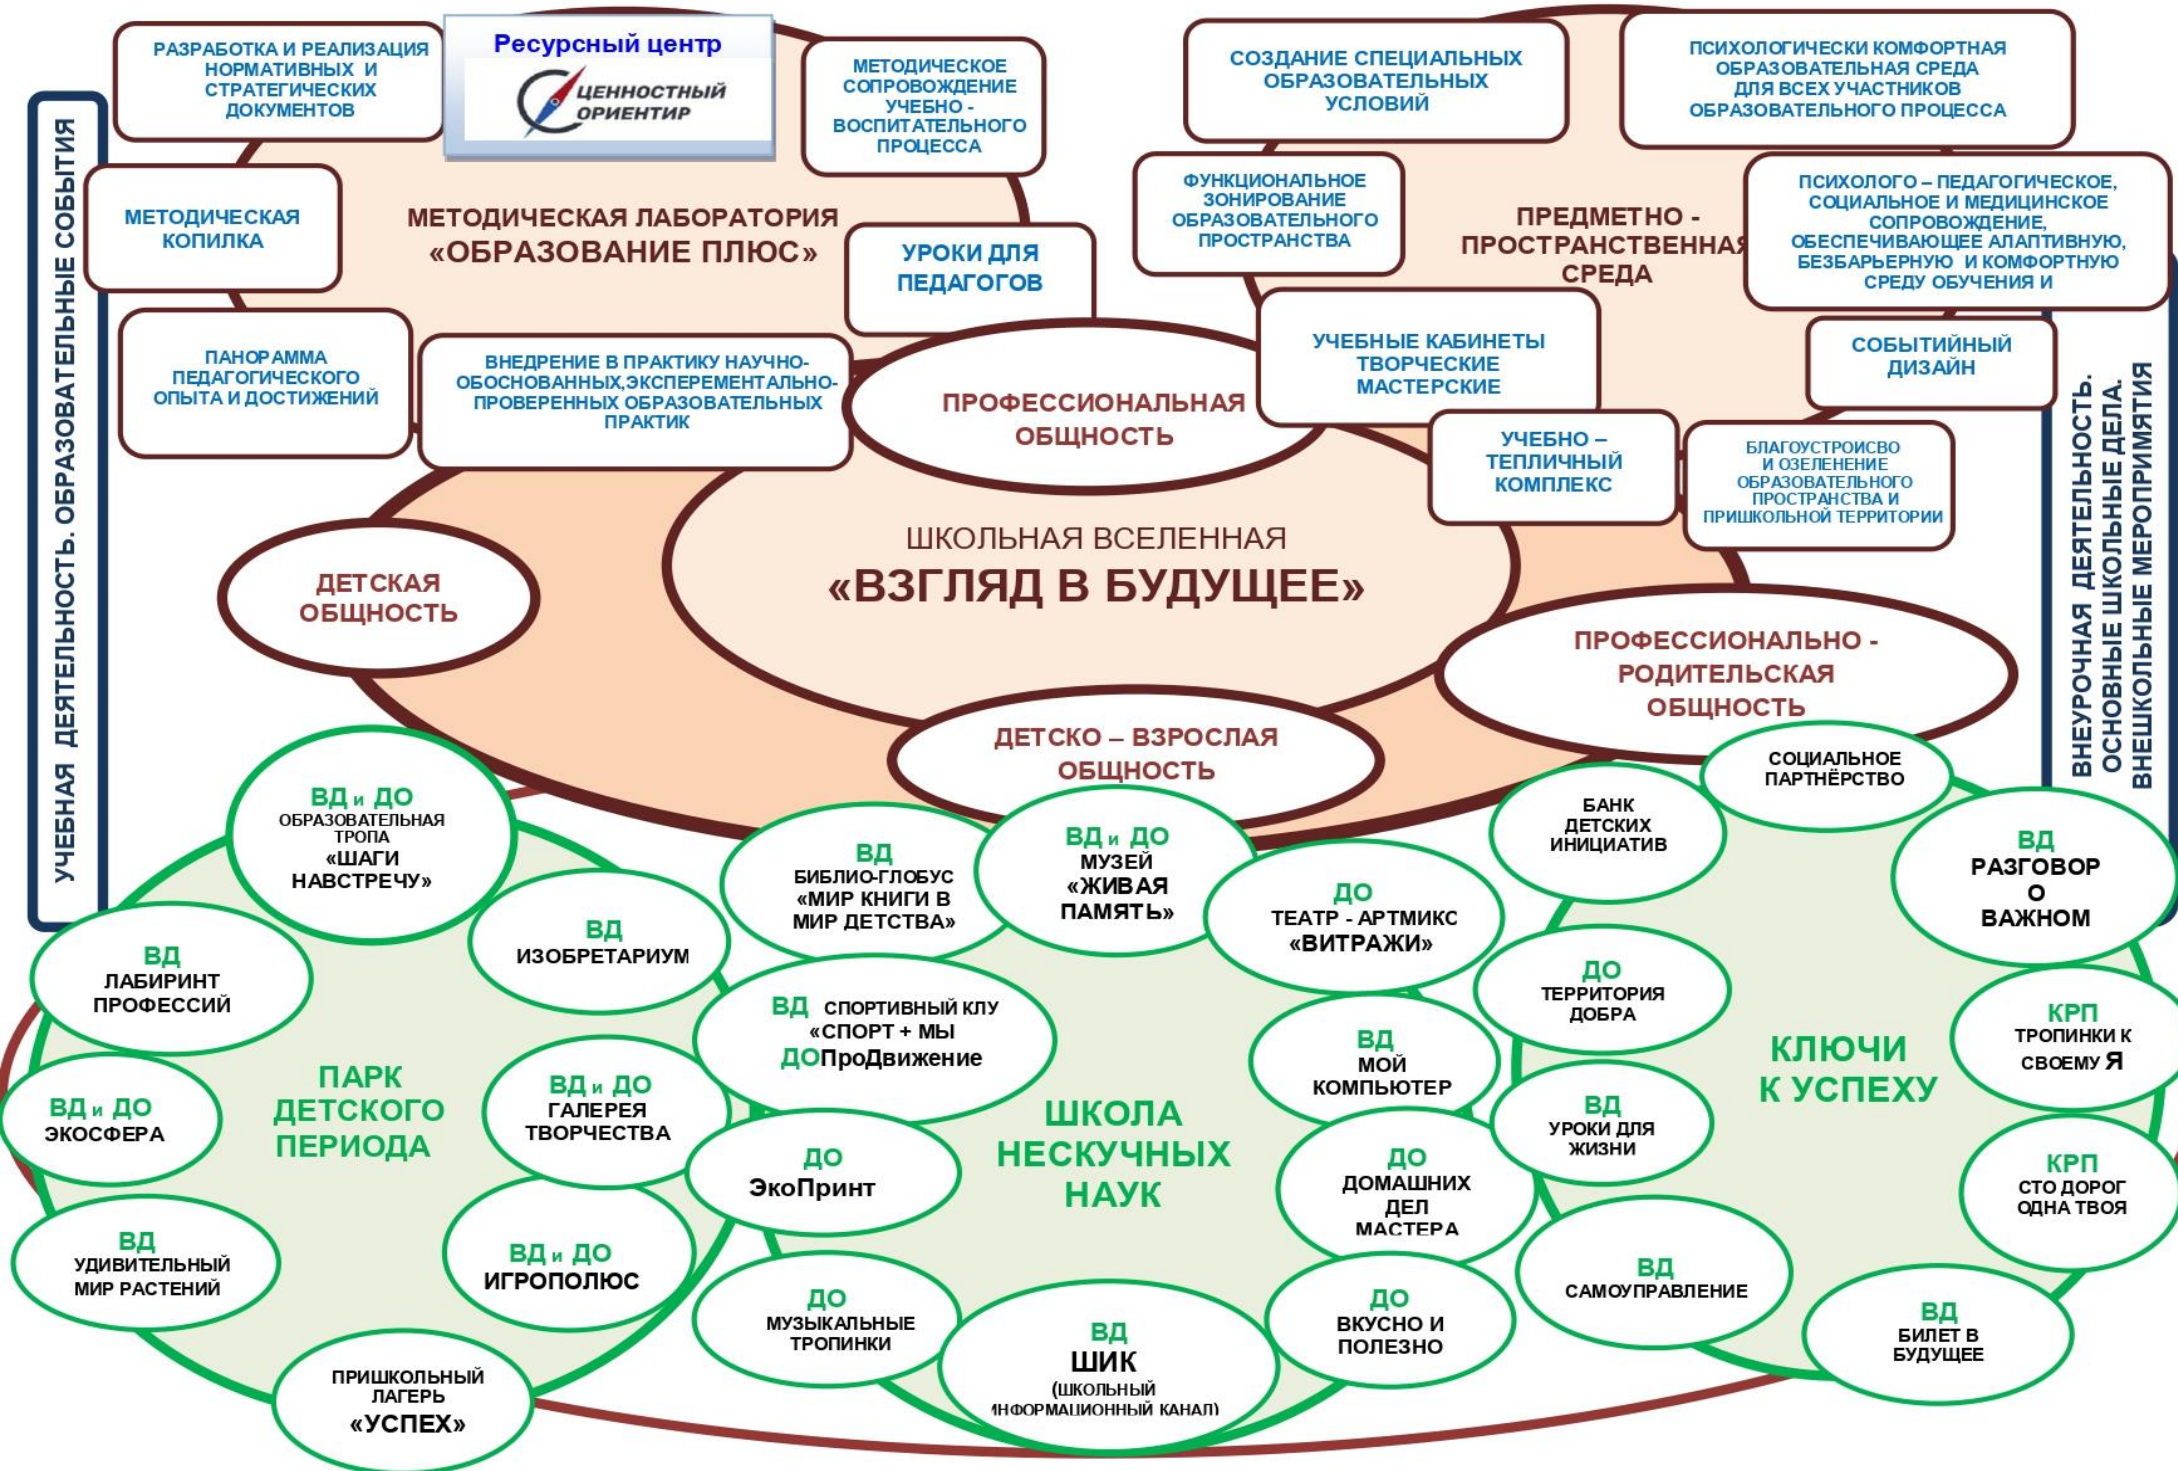 РАЗРАБОТКА И РЕАЛИЗАЦИЯ
НОРМАТИВНЫХ И
СТРАТЕГИЧЕСКИХ
ДОКУМЕНТОВ
Ресурсный центр
ЦЕННОСТНЫЙ
ОРИЕНТИР
МЕТОДИЧЕСКОЕ
СОПРОВОЖДЕНИЕ
УЧЕБНО -
ВОСПИТАТЕЛЬНОГО
ПРОЦЕССА
СОЗДАНИЕ СПЕЦИАЛЬНЫХ
ОБРАЗОВАТЕЛЬНЫХ
УСЛОВИЙ
ПСИХОЛОГИЧЕСКИ КОМФОРТНАЯ
ОБРАЗОВАТЕЛЬНАЯ СРЕДА
ДЛЯ ВСЕХ УЧАСТНИКОВ
ОБРАЗОВАТЕЛЬНОГО ПРОЦЕССА
УЧЕБНАЯ ДЕЯТЕЛЬНОСТЬ. ОБРАЗОВАТЕЛЬНЫЕ СОБЫТИЯ
МЕТОДИЧЕСКАЯ
КОПИЛКА
МЕТОДИЧЕСКАЯ ЛАБОРАТОРИЯ
«ОБРАЗОВАНИЕ ПЛЮС»
УРОКИ ДЛЯ
ПЕДАГОГОВ
ФУНКЦИОНАЛЬНОЕ
ЗОНИРОВАНИЕ
ОБРАЗОВАТЕЛЬНОГО
ПРОСТРАНСТВА
ПРЕДМЕТНО -
ПРОСТРАНСТВЕННАЯ
СРЕДА
ПСИХОЛОГО – ПЕДАГОГИЧЕСКОЕ,
СОЦИАЛЬНОЕ И МЕДИЦИНСКОЕ
СОПРОВОЖДЕНИЕ,
ОБЕСПЕЧИВАЮЩЕЕ АЛАПТИВНУЮ,
БЕЗБАРЬЕРНУЮ И КОМФОРТНУЮ
СРЕДУ ОБУЧЕНИЯ И
ПАНОРАММА
ПЕДАГОГИЧЕСКОГО
ОПЫТА И ДОСТИЖЕНИЙ
ВНЕДРЕНИЕ В ПРАКТИКУ НАУЧНО-
ОБОСНОВАННЫХ,ЭКСПЕРЕМЕНТАЛЬНО-
ПРОВЕРЕННЫХ ОБРАЗОВАТЕЛЬНЫХ
ПРАКТИК
ПРОФЕССИОНАЛЬНАЯ
ОБЩНОСТЬ
УЧЕБНЫЕ КАБИНЕТЫ
ТВОРЧЕСКИЕ
МАСТЕРСКИЕ
СОБЫТИЙНЫЙ
ДИЗАЙН
УЧЕБНО –
ТЕПЛИЧНЫЙ
КОМПЛЕКС
БЛАГОУСТРОИСВО
И ОЗЕЛЕНЕНИЕ
ОБРАЗОВАТЕЛЬНОГО
ПРОСТРАНСТВА И
ПРИШКОЛЬНОЙ ТЕРРИТОРИИ
ВНЕУРОЧНАЯ ДЕЯТЕЛЬНОСТЬ.
ОСНОВНЫЕ ШКОЛЬНЫЕ ДЕЛА.
ВНЕШКОЛЬНЫЕ МЕРОПРИМЯТИЯ
ШКОЛЬНАЯ ВСЕЛЕННАЯ
«ВЗГЛЯД В БУДУЩЕЕ»
ДЕТСКАЯ
ОБЩНОСТЬ
ПРОФЕССИОНАЛЬНО -
РОДИТЕЛЬСКАЯ
ОБЩНОСТЬ
ДЕТСКО – ВЗРОСЛАЯ
ОБЩНОСТЬ
ВД и ДО
ОБРАЗОВАТЕЛЬНАЯ
ТРОПА
«ШАГИ
НАВСТРЕЧУ»
ВД
ИЗОБРЕТАРИУМ
ВД
ЛАБИРИНТ
ПРОФЕССИЙ
ПАРК
ДЕТСКОГО
ПЕРИОДА
ВД и ДО
ГАЛЕРЕЯ
ТВОРЧЕСТВА
ВД и ДО
ЭКОСФЕРА
ВД
УДИВИТЕЛЬНЫЙ
МИР РАСТЕНИЙ
ВД и ДО
ИГРОПОЛЮС
ПРИШКОЛЬНЫЙ
ЛАГЕРЬ
«УСПЕХ»
ВД
БИБЛИО-ГЛОБУС
«МИР КНИГИ В
МИР ДЕТСТВА»
ВД и ДО
МУЗЕЙ
«ЖИВАЯ
ПАМЯТЬ»
ДО
ТЕАТР - АРТМИКС
«ВИТРАЖИ»
ВД СПОРТИВНЫЙ КЛУ
«СПОРТ + МЫ
ДОПроДвижение
ВД
МОЙ
КОМПЬЮТЕР
ШКОЛА
НЕСКУЧНЫХ
НАУК
ДО
ЭкоПринт
ДО
ДОМАШНИХ
ДЕЛ
МАСТЕРА
ДО
МУЗЫКАЛЬНЫЕ
ТРОПИНКИ
ВД
ШИК
(ШКОЛЬНЫЙ
ИНФОРМАЦИОННЫЙ КАНАЛ)
ДО
ВКУСНО И
ПОЛЕЗНО
СОЦИАЛЬНОЕ
ПАРТНЁРСТВО
БАНК
ДЕТСКИХ
ИНИЦИАТИВ
ВД
РАЗГОВОР
О
ВАЖНОМ
ДО
ТЕРРИТОРИЯ
ДОБРА
КРП
ТРОПИНКИ К
СВОЕМУ Я
КЛЮЧИ
К УСПЕХУ
ВД
УРОКИ ДЛЯ
ЖИЗНИ
КРП
СТО ДОРОГ
ОДНА ТВОЯ
ВД
САМОУПРАВЛЕНИЕ
ВД
БИЛЕТ В
БУДУЩЕЕ